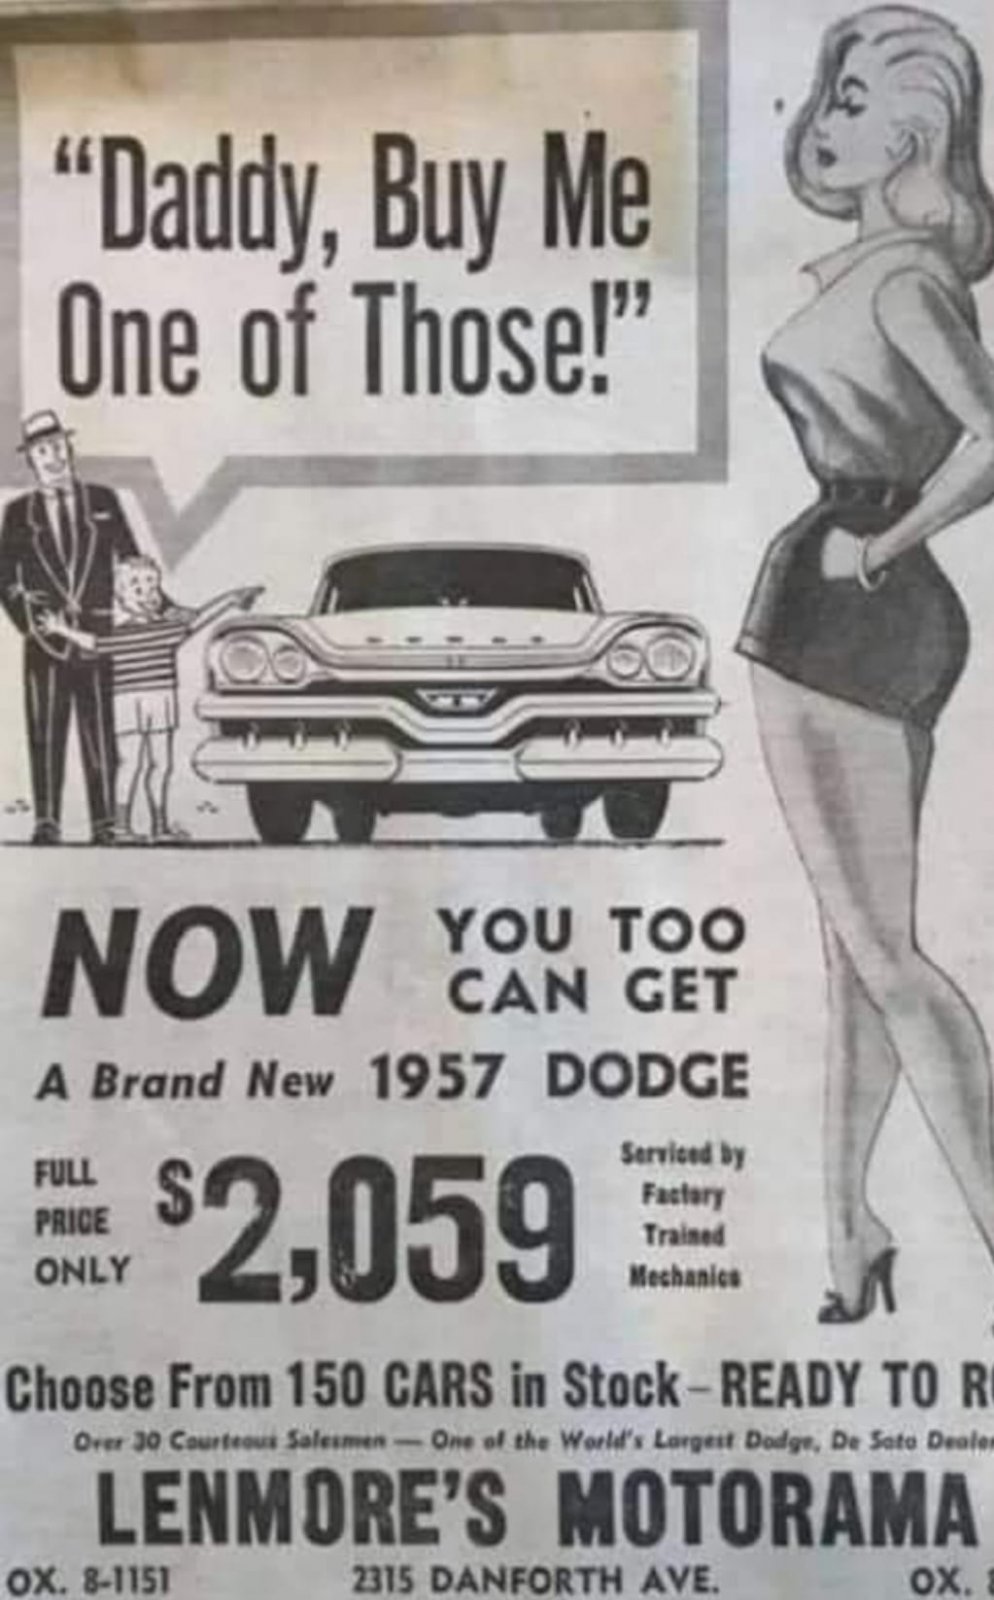 “Daddy, Buy Me
One of Those!”
DODGE
NOW YOU TOO
CAN GET
A Brand New 1957 DODGE
FULL
PRICE
ONLY
$2,059
Serviced by
Factory
Trained
Mechanics
Choose From 150 CARS in Stock – READY TO
Over 30 Courteous Salesmen — One of the World's Largest Dodge, De Soto Dealer
LENMORE'S MOTORAMA
OX. 8-1151 2315 DANFORTH AVE. OX.